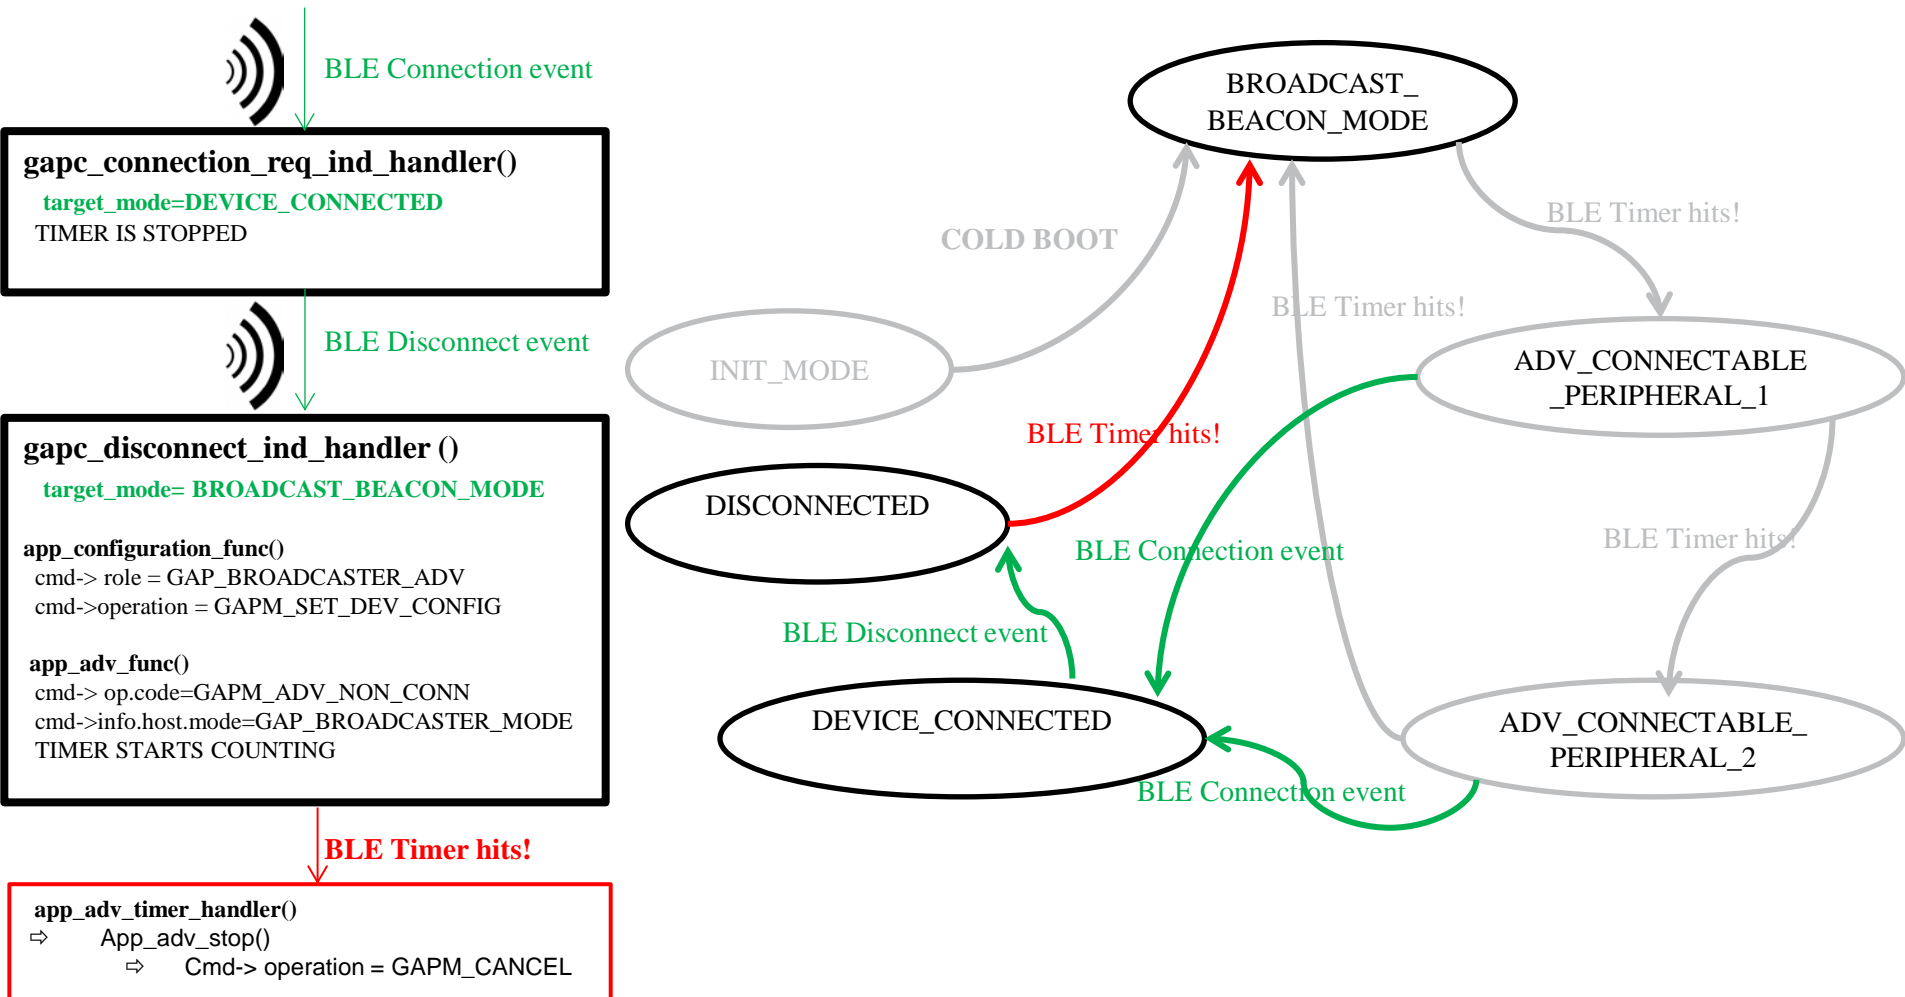 BLE Connection event
gapc_connection_req_ind_handler()
target_mode=DEVICE_CONNECTED
TIMER IS STOPPED
BLE Disconnect event
gapc_disconnect_ind_handler ()
target_mode= BROADCAST_BEACON_MODE
app_configuration_func()
cmd-> role = GAP_BROADCASTER_ADV
cmd->operation = GAPM_SET_DEV_CONFIG
app_adv_func()
cmd-> op.code=GAPM_ADV_NON_CONN
cmd->info.host.mode=GAP_BROADCASTER_MODE
TIMER STARTS COUNTING
BLE Timer hits!
app_adv_timer_handler()
⇨ App_adv_stop()
⇨ Cmd-> operation = GAPM_CANCEL
BROADCAST_
BEACON_MODE
BLE Timer hits!
COLD BOOT
BLE Timer hits!
INIT_MODE
ADV_CONNECTABLE
_PERIPHERAL_1
BLE Timer hits!
DISCONNECTED
BLE Connection event
BLE Timer hits!
BLE Disconnect event
DEVICE_CONNECTED
ADV_CONNECTABLE_
PERIPHERAL_2
BLE Connection event